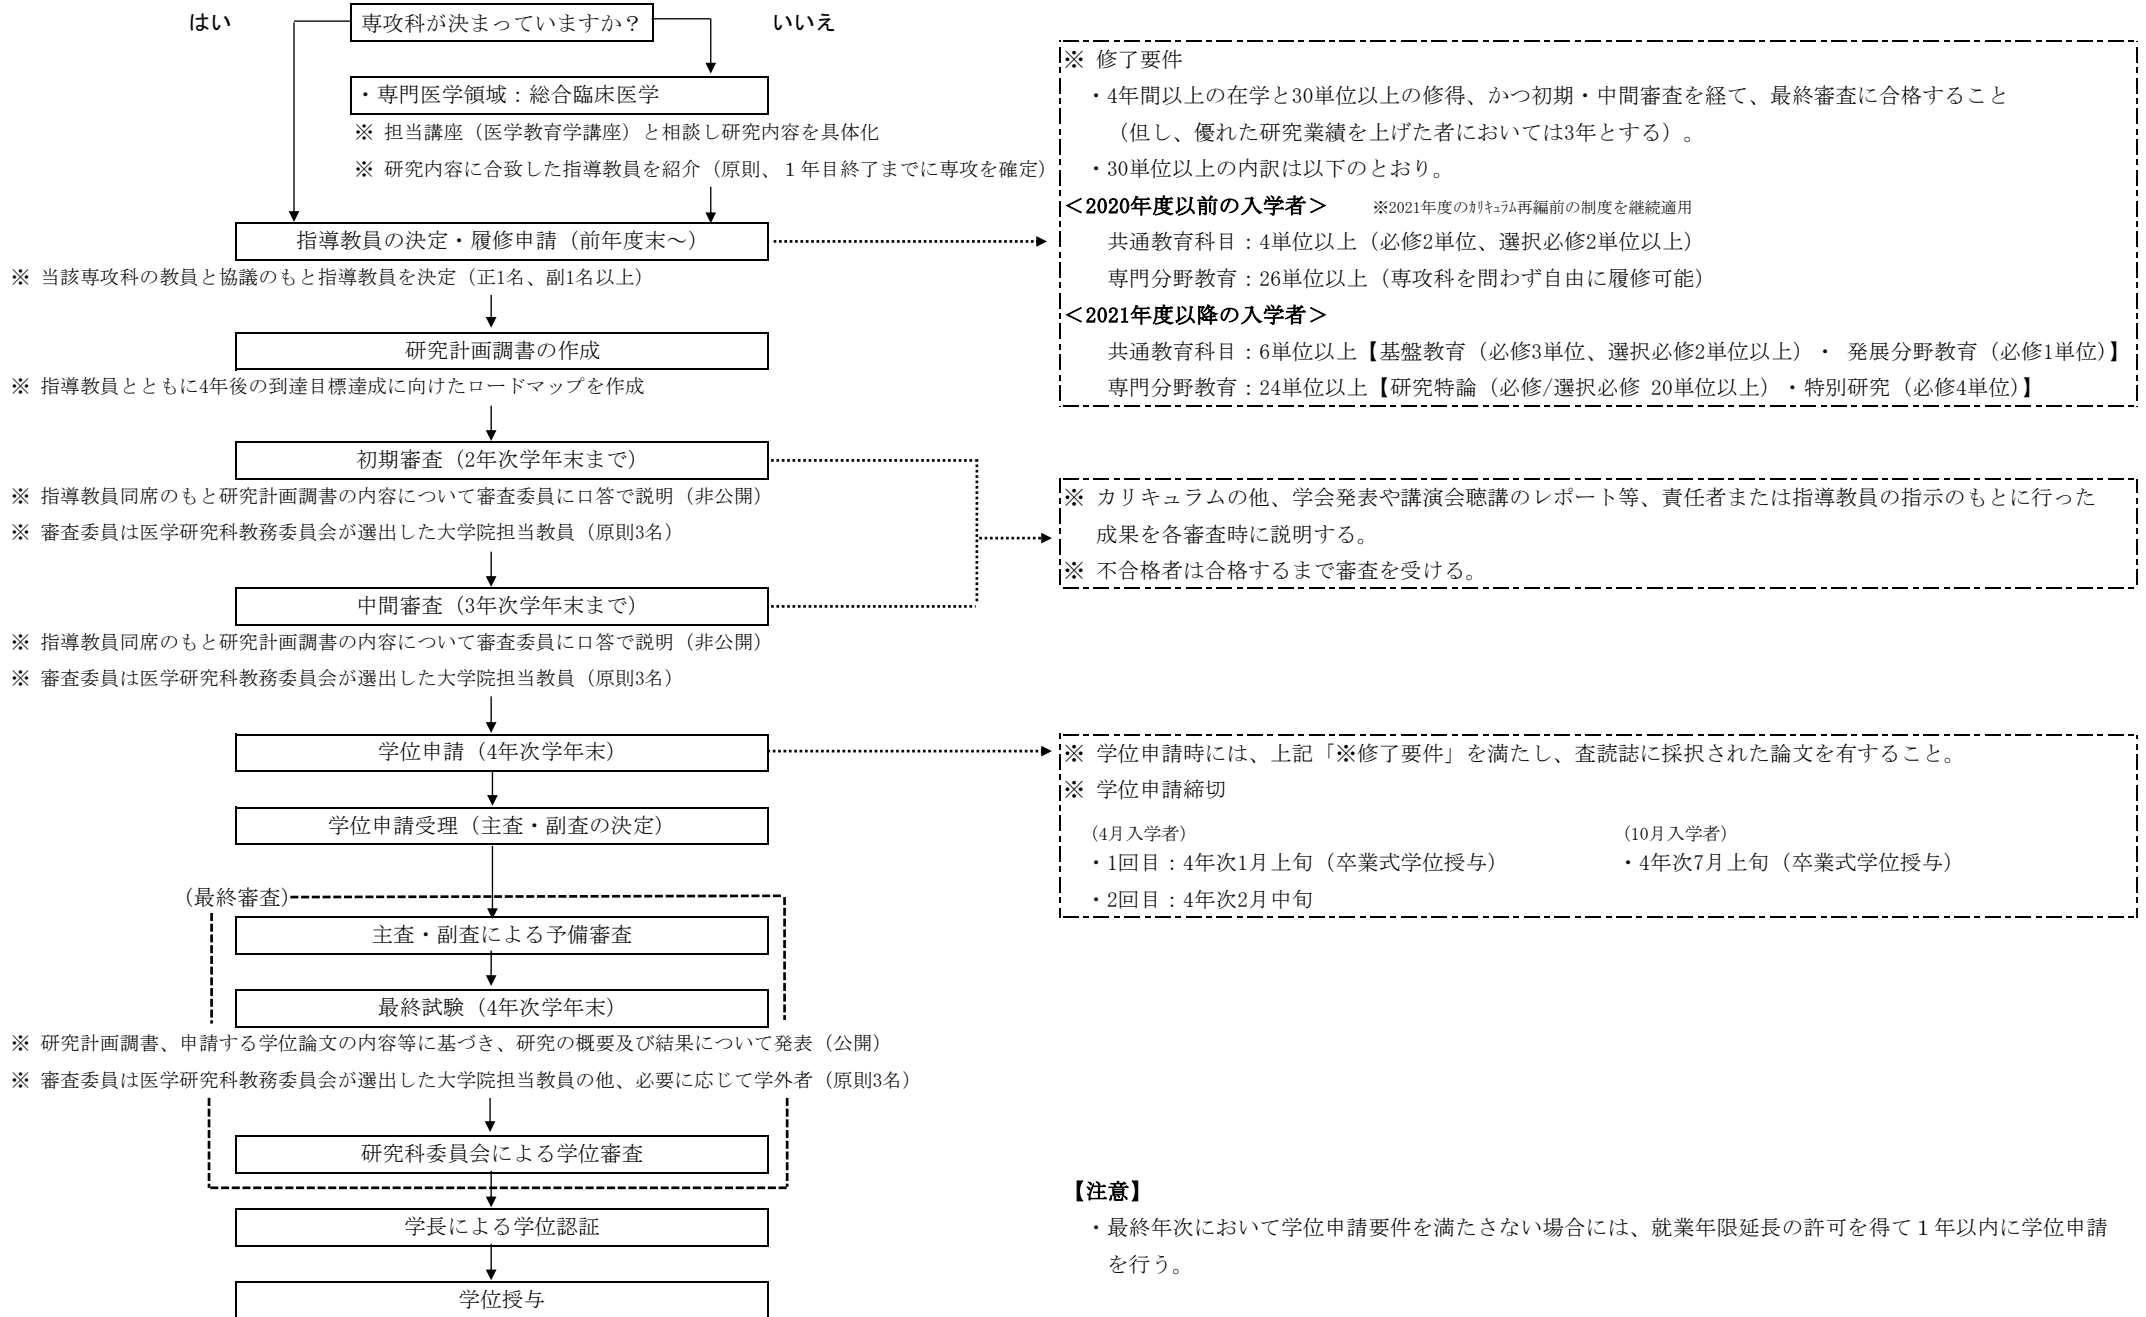 はい
専攻科が決まっていますか？
いいえ
・専門医学領域：総合臨床医学
※ 担当講座（医学教育学講座）と相談し研究内容を具体化
※ 研究内容に合致した指導教員を紹介（原則、１年目終了までに専攻を確定）
指導教員の決定・履修申請（前年度末～）
※ 当該専攻科の教員と協議のもと指導教員を決定（正1名、副1名以上）
研究計画調書の作成
※ 指導教員とともに4年後の到達目標達成に向けたロードマップを作成
初期審査（2年次学年末まで）
※ 指導教員同席のもと研究計画調書の内容について審査委員に口答で説明（非公開）
※ 審査委員は医学研究科教務委員会が選出した大学院担当教員（原則3名）
中間審査（3年次学年末まで）
※ 指導教員同席のもと研究計画調書の内容について審査委員に口答で説明（非公開）
※ 審査委員は医学研究科教務委員会が選出した大学院担当教員（原則3名）
学位申請（4年次学年末）
学位申請受理（主査・副査の決定）
（最終審査）
主査・副査による予備審査
最終試験（4年次学年末）
※ 研究計画調書、申請する学位論文の内容等に基づき、研究の概要及び結果について発表（公開）
※ 審査委員は医学研究科教務委員会が選出した大学院担当教員の他、必要に応じて学外者（原則3名）
研究科委員会による学位審査
学長による学位認証
学位授与
※ 修了要件
・4年間以上の在学と30単位以上の修得、かつ初期・中間審査を経て、最終審査に合格すること
（但し、優れた研究業績を上げた者においては3年とする）。
・30単位以上の内訳は以下のとおり。
＜2020年度以前の入学者＞ ※2021年度のｶﾘｷｭﾗﾑ再編前の制度を継続適用
共通教育科目：4単位以上（必修2単位、選択必修2単位以上）
専門分野教育：26単位以上（専攻科を問わず自由に履修可能）
＜2021年度以降の入学者＞
共通教育科目：6単位以上【基盤教育（必修3単位、選択必修2単位以上）・ 発展分野教育（必修1単位）】
専門分野教育：24単位以上【研究特論（必修/選択必修 20単位以上）・特別研究（必修4単位）】
※ カリキュラムの他、学会発表や講演会聴講のレポート等、責任者または指導教員の指示のもとに行った
成果を各審査時に説明する。
※ 不合格者は合格するまで審査を受ける。
※ 学位申請時には、上記「※修了要件」を満たし、査読誌に採択された論文を有すること。
※ 学位申請締切
（4月入学者） （10月入学者）
・1回目：4年次1月上旬（卒業式学位授与） ・4年次7月上旬（卒業式学位授与）
・2回目：4年次2月中旬
【注意】
・最終年次において学位申請要件を満たさない場合には、就業年限延長の許可を得て１年以内に学位申請
を行う。